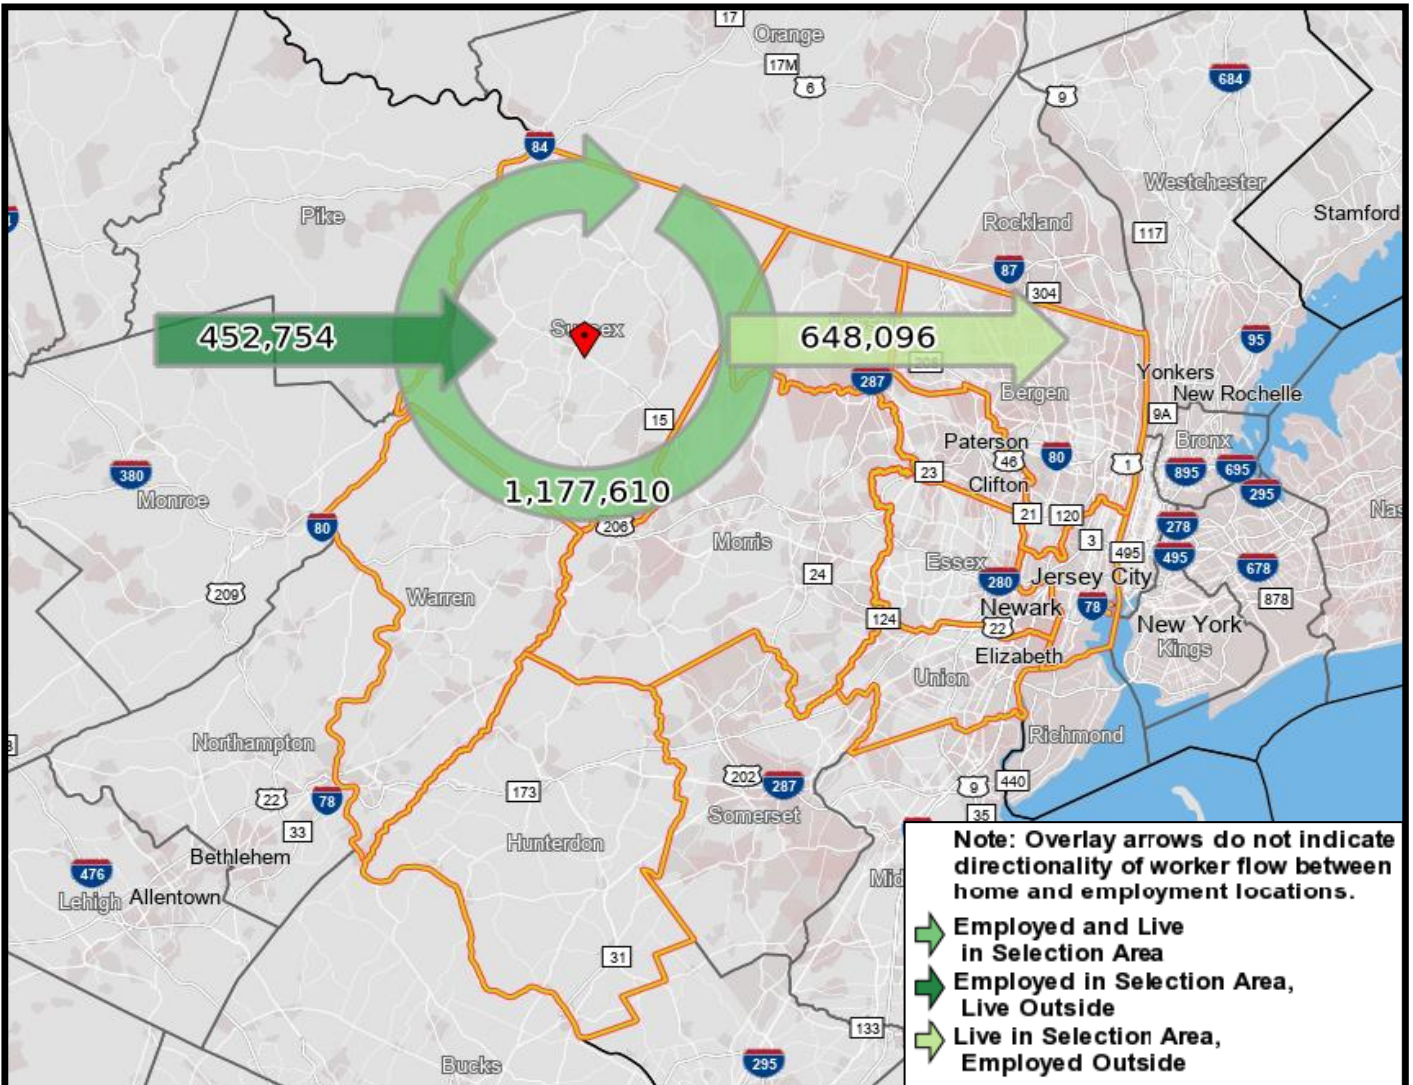 17
Orange
17M
6
684
9
84
Westchester
Pike
Rockland
Stamford
117
87
304
452,754
Sussex
648,096
95
287
Yonkers
Bergen
New Rochelle
15
9A
Paterson
Bronx
46
80
1
380
23
Clifton
895
695
Monroe
295
1,177,610
21
120
80
206
278
Morris
3
495
495
Essex
24
280
Jersey City
678
209
Warren
Newark
78
878
124
22
New York
Kings
Elizabeth
Union
Northampton
Richmond
202
287
440
22
78
173
9
33
Somerset
35
Hunterdon
Bethlehem
476
Lehigh
Allentown
Mid
31
133
Bucks
295
Note: Overlay arrows do not indicate
directionality of worker flow between
home and employment locations.
Employed and Live
in Selection Area
Employed in Selection Area,
Live Outside
Live in Selection Area,
Employed Outside